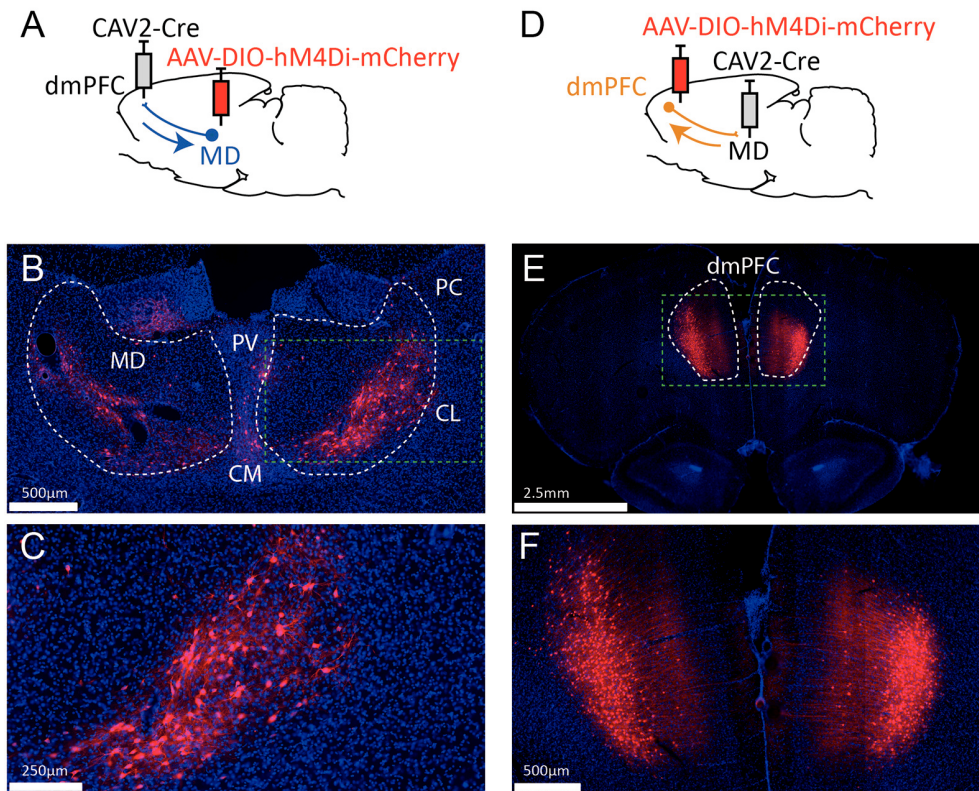 A
CAV2-Cre
AAV-DIO-hM4Di-mCherry
dmPFC
MD
D
AAV-DIO-hM4Di-mCherry
CAV2-Cre
dmPFC
MD
B
PC
MD
PV
CL
CM
500μm
E
dmPFC
2.5mm
C
250μm
F
500μm